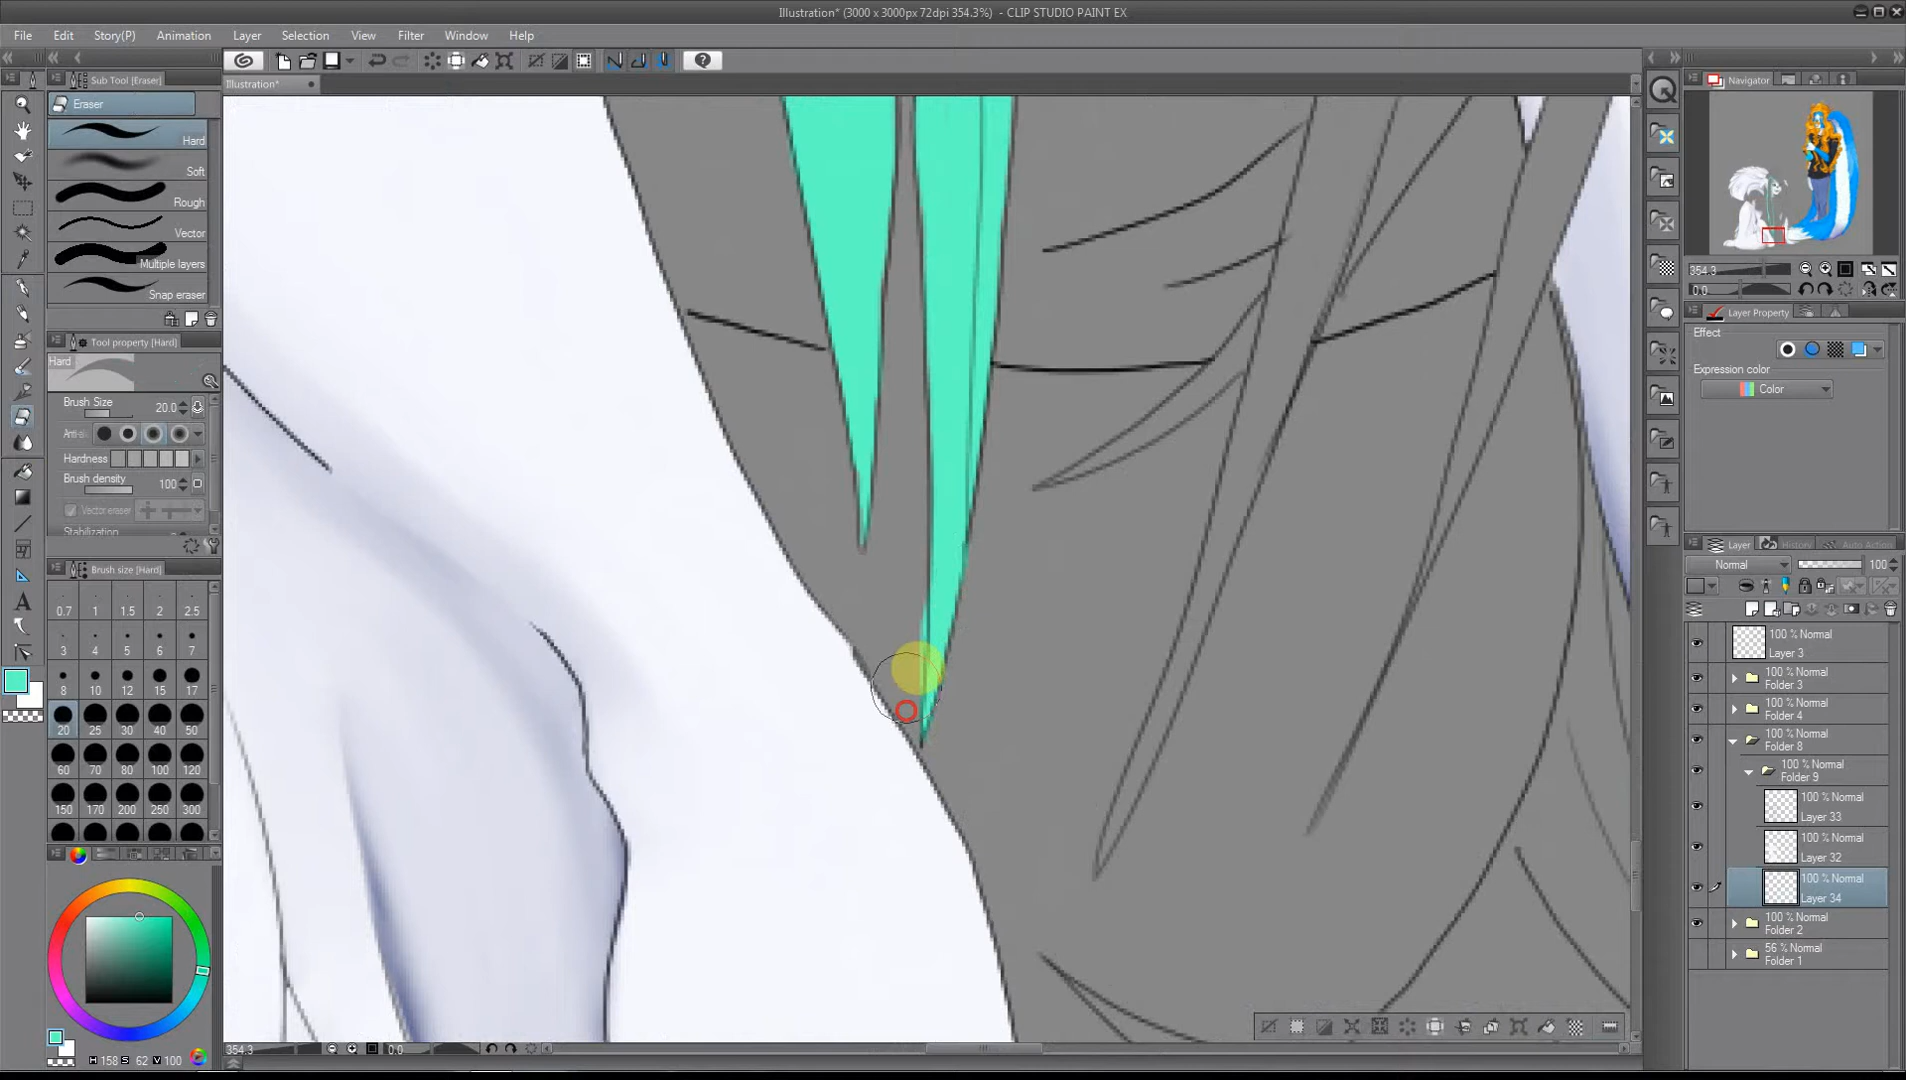 Illustration* (3000 x 3000px 72dpi 354.3%) - CLIP STUDIO PAINT EX
File Edit Story(P) Animation Layer Selection View Filter Window Help
Sub Tool [Eraser]
Illustration*
Navigator
Eraser
Hard
Soft
Rough
Vector
Multiple layers
Snap eraser
354.3
0.0
Layer Property
Effect
Expression color
Color
Tool property [Hard]
Hard
Brush Size 20.0
Hardness
Brush density 100
Vector eraser
Stabilization
Brush size [Hard]
0.7 1 1.5 2 2.5
3 4 5 6 7
8 10 12 15 17
20 25 30 40 50
60 70 80 100 120
150 170 200 250 300
Layer History Auto Action
Normal 100
100 % Normal
Layer 3
100 % Normal
Folder 3
100 % Normal
Folder 4
100 % Normal
Folder 8
100 % Normal
Folder 9
100 % Normal
Layer 33
100 % Normal
Layer 32
100 % Normal
Layer 34
100 % Normal
Folder 2
56 % Normal
Folder 1
H 158 S 62 V 100
354.3 0.0